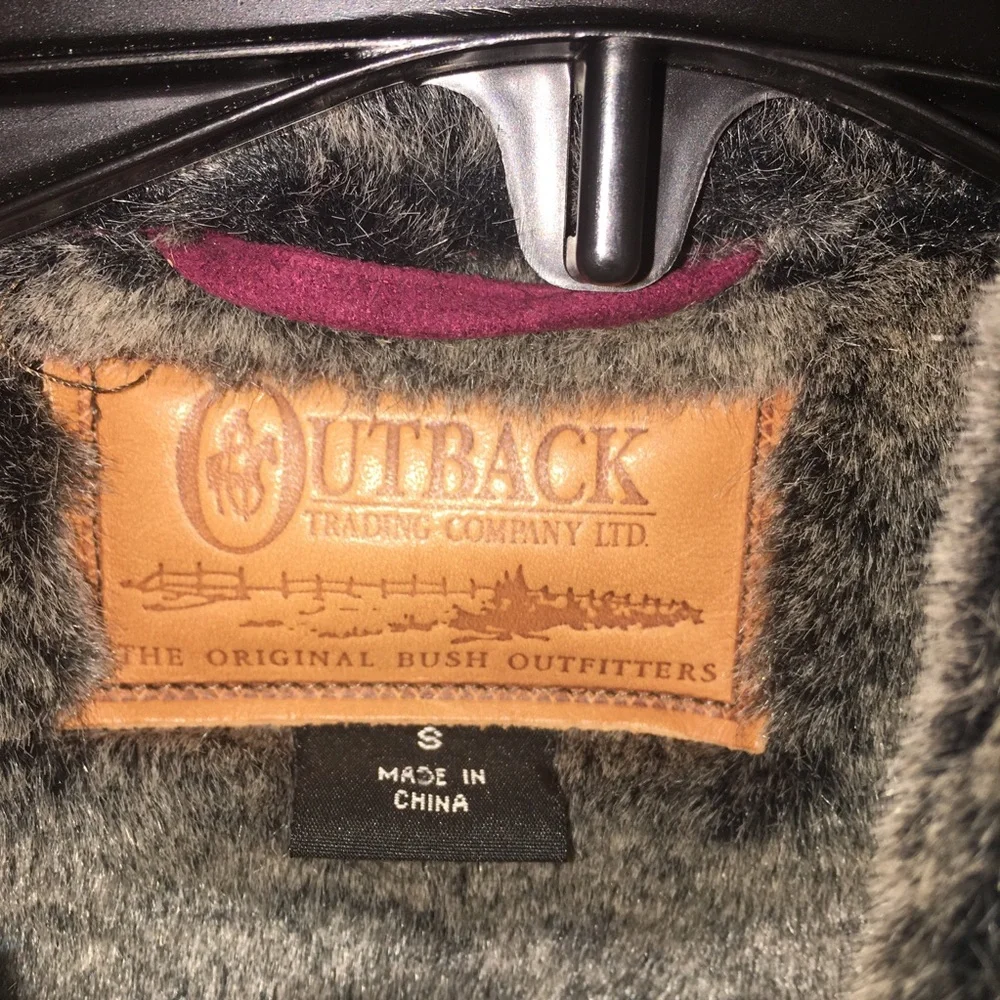 OUTBACK
TRADING COMPANY LTD.
THE ORIGINAL BUSH OUTFITTERS
S
MADE IN
CHINA